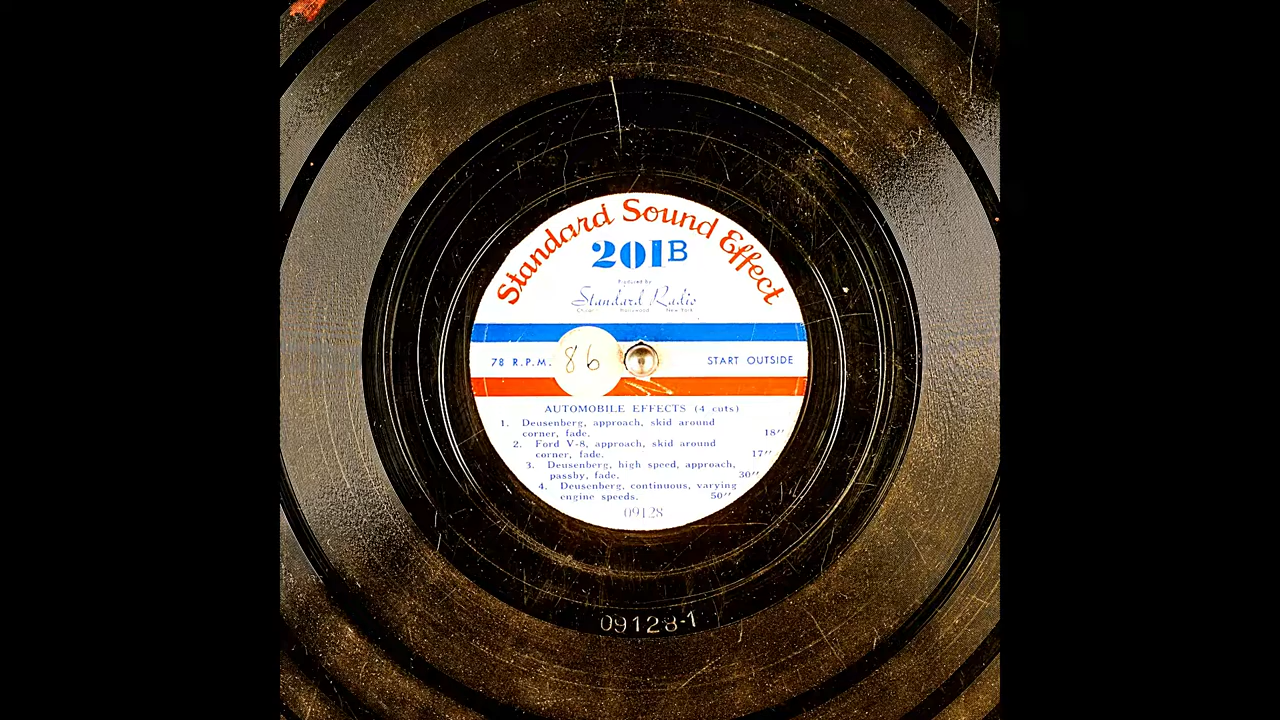 Standard Sound Effect
201B
Produced by
Standard Radio
Hollywood New York
78 R.P.M. 86 START OUTSIDE
AUTOMOBILE EFFECTS (4 cuts)
1. Deusenberg, approach, skid around
corner, fade. 18"
2. Ford V-8, approach, skid around
corner, fade. 17"
3. Deusenberg, high speed, approach,
passby, fade. 30"
4. Deusenberg, continuous, varying
engine speeds. 50"
09128
09128-1